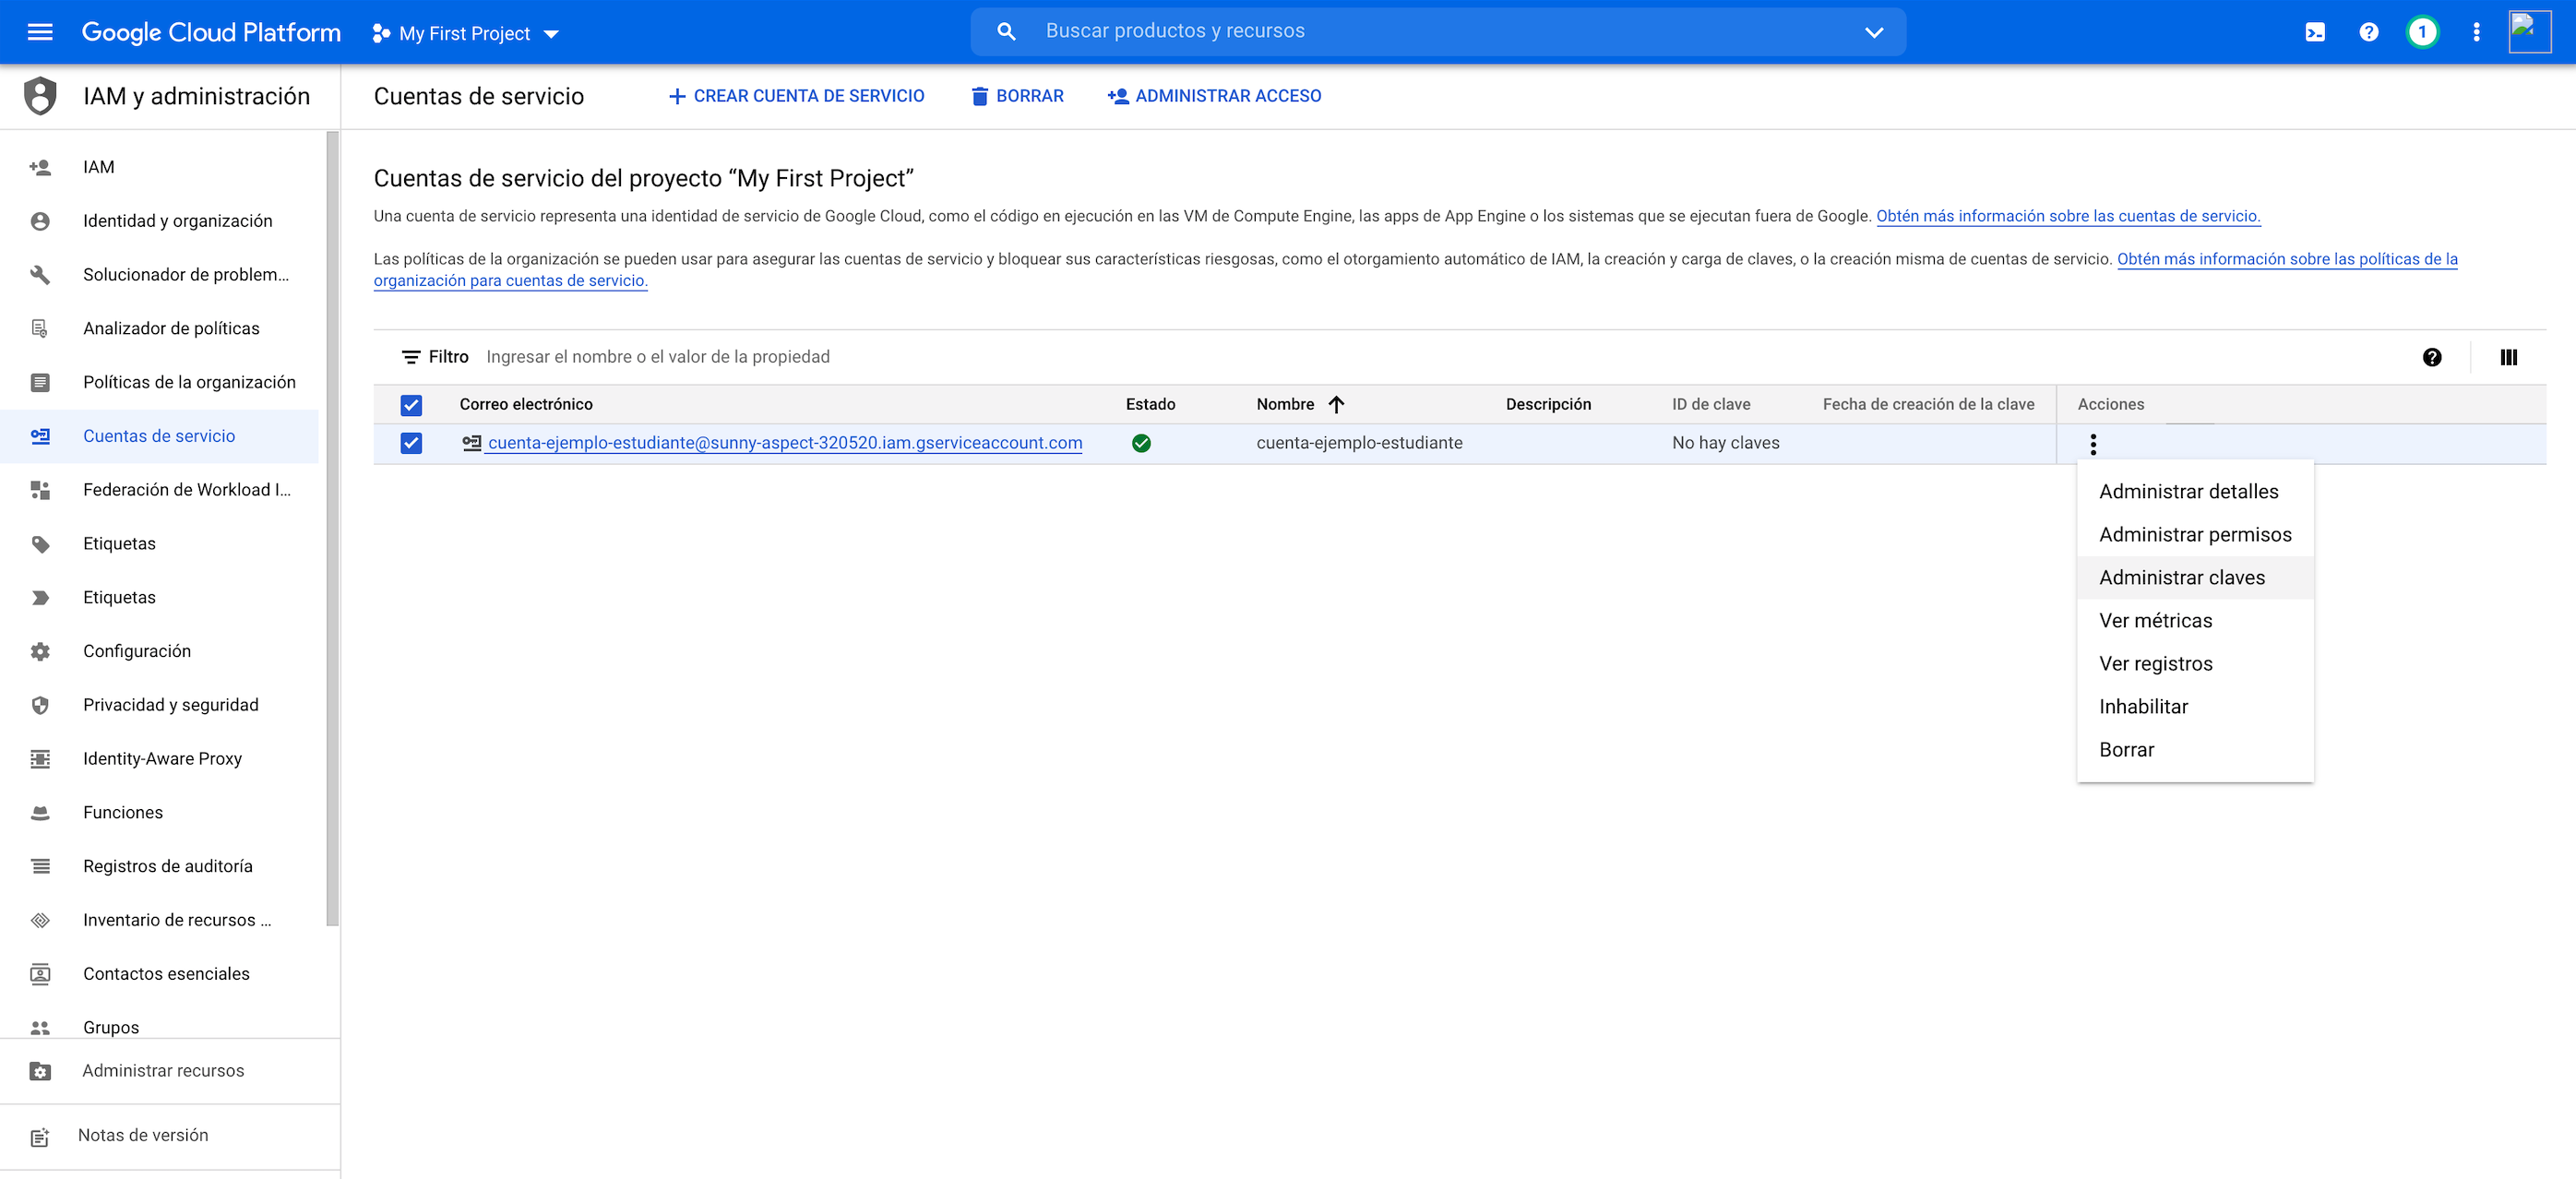 Google Cloud Platform
My First Project
Buscar productos y recursos
1
IAM y administración
Cuentas de servicio
CREAR CUENTA DE SERVICIO
BORRAR
ADMINISTRAR ACCESO
IAM
Identidad y organización
Solucionador de problem...
Analizador de políticas
Políticas de la organización
Cuentas de servicio
Federación de Workload I...
Etiquetas
Etiquetas
Configuración
Privacidad y seguridad
Identity-Aware Proxy
Funciones
Registros de auditoría
Inventario de recursos ...
Contactos esenciales
Grupos
Administrar recursos
Notas de versión
Cuentas de servicio del proyecto “My First Project”
Una cuenta de servicio representa una identidad de servicio de Google Cloud, como el código en ejecución en las VM de Compute Engine, las apps de App Engine o los sistemas que se ejecutan fuera de Google. Obtén más información sobre las cuentas de servicio.
Las políticas de la organización se pueden usar para asegurar las cuentas de servicio y bloquear sus características riesgosas, como el otorgamiento automático de IAM, la creación y carga de claves, o la creación misma de cuentas de servicio. Obtén más información sobre las políticas de la
organización para cuentas de servicio.
Filtro Ingresar el nombre o el valor de la propiedad
Correo electrónico Estado Nombre Descripción ID de clave Fecha de creación de la clave Acciones
cuenta-ejemplo-estudiante@sunny-aspect-320520.iam.gserviceaccount.com cuenta-ejemplo-estudiante No hay claves
Administrar detalles
Administrar permisos
Administrar claves
Ver métricas
Ver registros
Inhabilitar
Borrar